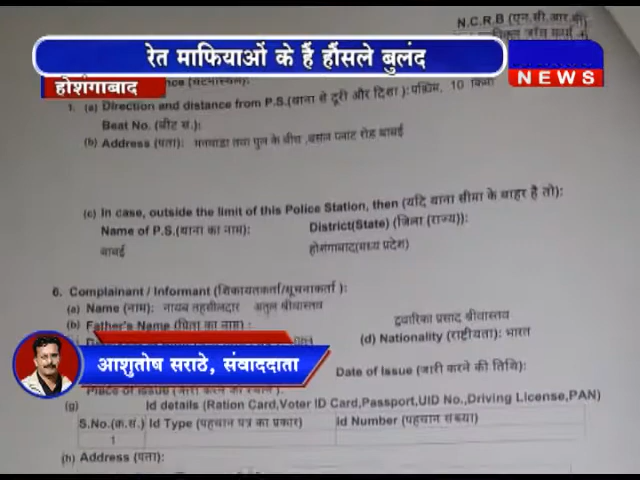 N.C.R.B (एन.सी.आर.बी)
रेत माफियाओं के हैं हौंसले बुलंद
होशंगाबाद
NEWS
1. (a) Direction and distance from P.S.(थाना से दूरी और दिशा): पश्चिम, 10 किमी
Beat No. (बीट सं.):
(b) Address (पता):
(c) In case, outside the limit of this Police Station, then (यदि थाना सीमा के बाहर है तो):
Name of P.S.(थाना का नाम): District(State) (जिला (राज्य)):
बाबई होशंगाबाद(मध्य प्रदेश)
6. Complainant / Informant (शिकायतकर्ता/सूचनाकर्ता ):
(a) Name (नाम): नायब तहसीलदार अतुल श्रीवास्तव
(b) Father's Name (पिता का नाम): द्वारिका प्रसाद श्रीवास्तव
(d) Nationality (राष्ट्रीयता): भारत
आशुतोष सराठे, संवाददाता
Date of Issue (जारी करने की तिथि):
Place of Issue (जारी करने का स्थान):
(g) Id details (Ration Card,Voter ID Card,Passport,UID No.,Driving License,PAN)
S.No.(क.सं.) Id Type (पहचान पत्र का प्रकार) Id Number (पहचान संख्या)
1
(h) Address (पता):